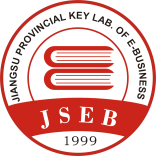 JIANGSU PROVINCIAL KEY LAB. OF E-BUSINESS
JSEB
1999